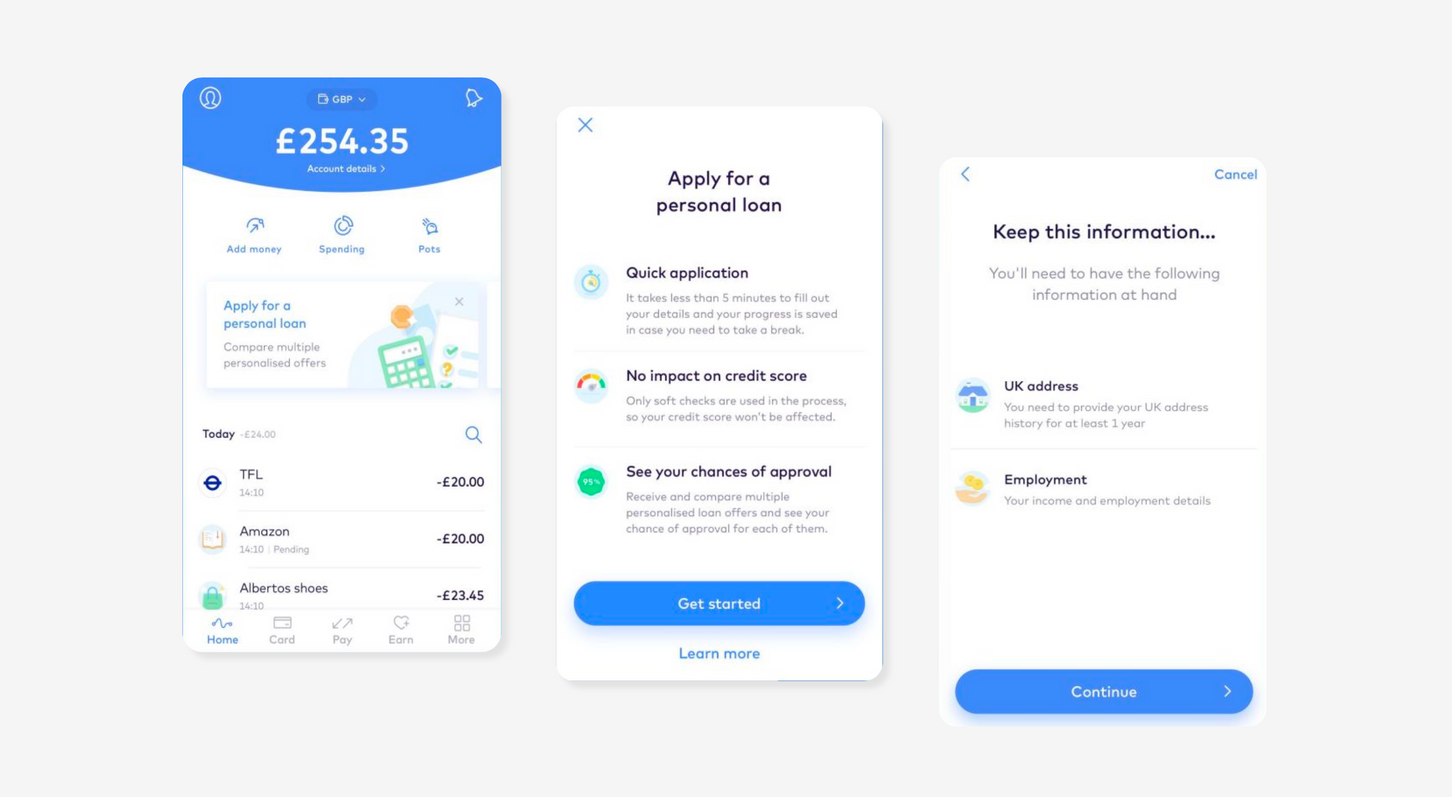 GBP
£254.35
Account details
Add money
Spending
Pots
Apply for a
personal loan
Compare multiple
personalised offers
?
Today -£24.00
TFL
-£20.00
14:10
Amazon
-£20.00
14:10 | Pending
Albertos shoes
-£23.45
14:10
Home
Card
Pay
Earn
More
Apply for a
personal loan
Quick application
It takes less than 5 minutes to fill out
your details and your progress is saved
in case you need to take a break.
No impact on credit score
Only soft checks are used in the process,
so your credit score won't be affected.
95%
See your chances of approval
Receive and compare multiple
personalised loan offers and see your
chance of approval for each of them.
Get started
Learn more
Cancel
Keep this information...
You'll need to have the following
information at hand
UK address
You need to provide your UK address
history for at least 1 year
Employment
Your income and employment details
Continue